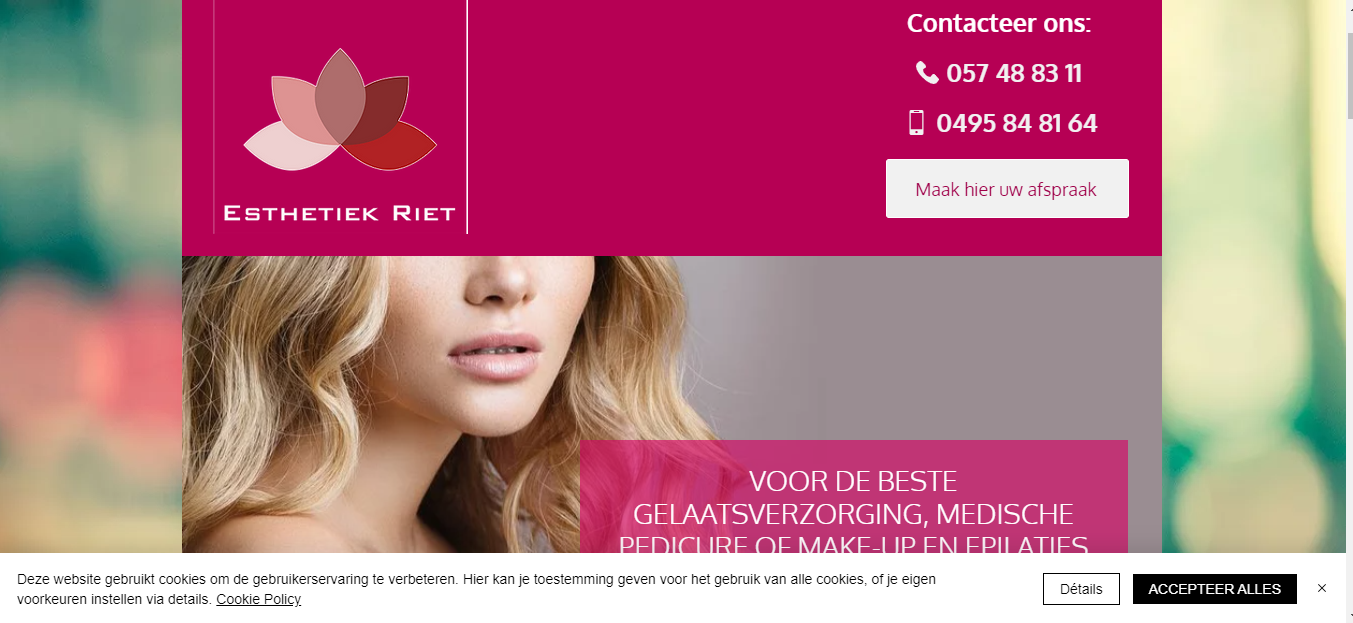 Contacteer ons:
057 48 83 11
0495 84 81 64
Maak hier uw afspraak
ESTHETIEK RIET
VOOR DE BESTE
GELAATSVERZORGING, MEDISCHE
PEDICURE OF MAKE-UP EN EPILATIES
Deze website gebruikt cookies om de gebruikerservaring te verbeteren. Hier kan je toestemming geven voor het gebruik van alle cookies, of je eigen
voorkeuren instellen via details. Cookie Policy
Détails
ACCEPTEER ALLES